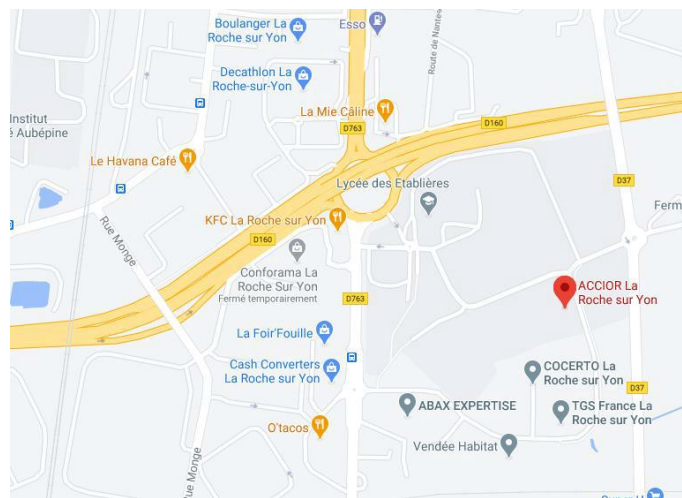 Boulanger La
Roche sur Yon
Esso
Route de Nantes
Decathlon La
Roche-sur-Yon
La Mie Câline
D763
D160
Institut
é Aubépine
Le Havana Café
Lycée des Etablières
D37
Rue Monge
KFC La Roche sur Yon
Ferm
D160
Conforama La
Roche Sur Yon
Fermé temporairement
ACCIOR La
Roche sur Yon
D763
La Foir'Fouille
Cash Converters
La Roche sur Yon
COCERTO La
Roche sur Yon
D37
ABAX EXPERTISE
TGS France La
Roche sur Yon
O'tacos
Vendée Habitat
Rue Monge